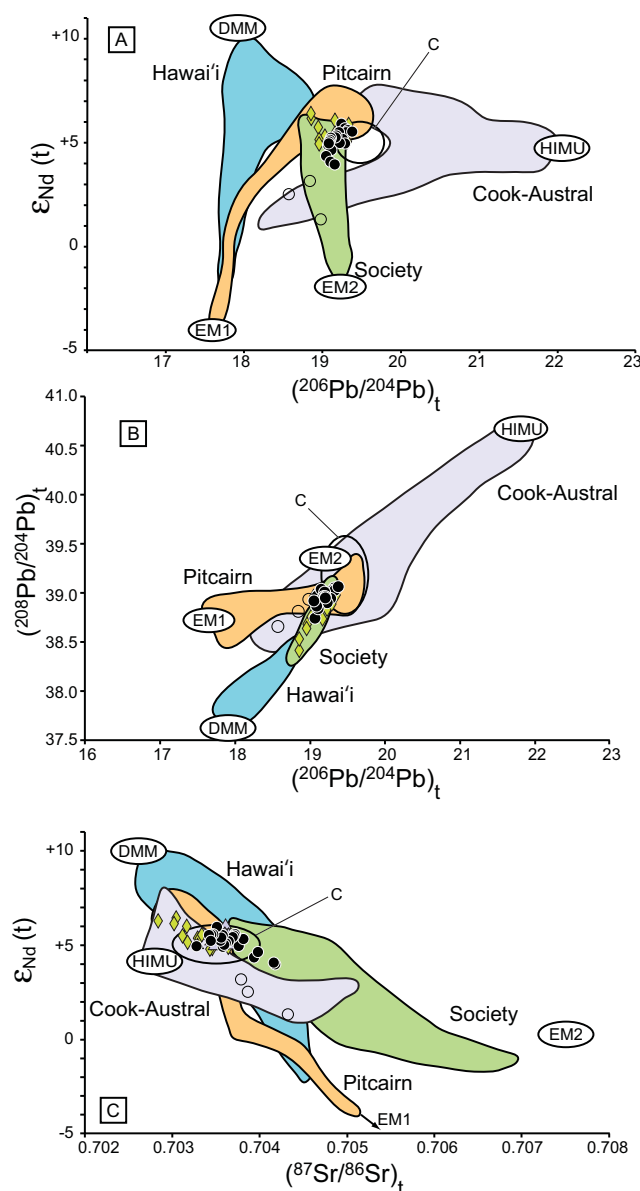 +10
DMM
A
Hawai'i
Pitcairn
C
+5
HIMU
εNd (t)
Cook-Austral
0
Society
EM2
EM1
-5
17 18 19 20 21 22 23
(²⁰⁶Pb/²⁰⁴Pb)t
41.0
B
HIMU
40.5
40.0
Cook-Austral
39.5
C
EM2
(²⁰⁸Pb/²⁰⁴Pb)t
39.0
Pitcairn
EM1
38.5
Society
38.0
Hawai'i
DMM
37.5
16 17 18 19 20 21 22 23
(²⁰⁶Pb/²⁰⁴Pb)t
+10
DMM
Hawai'i
C
+5
εNd (t)
HIMU
Cook-Austral
Society
0
EM2
Pitcairn
EM1
C
-5
0.702 0.703 0.704 0.705 0.706 0.707 0.708
(⁸⁷Sr/⁸⁶Sr)t